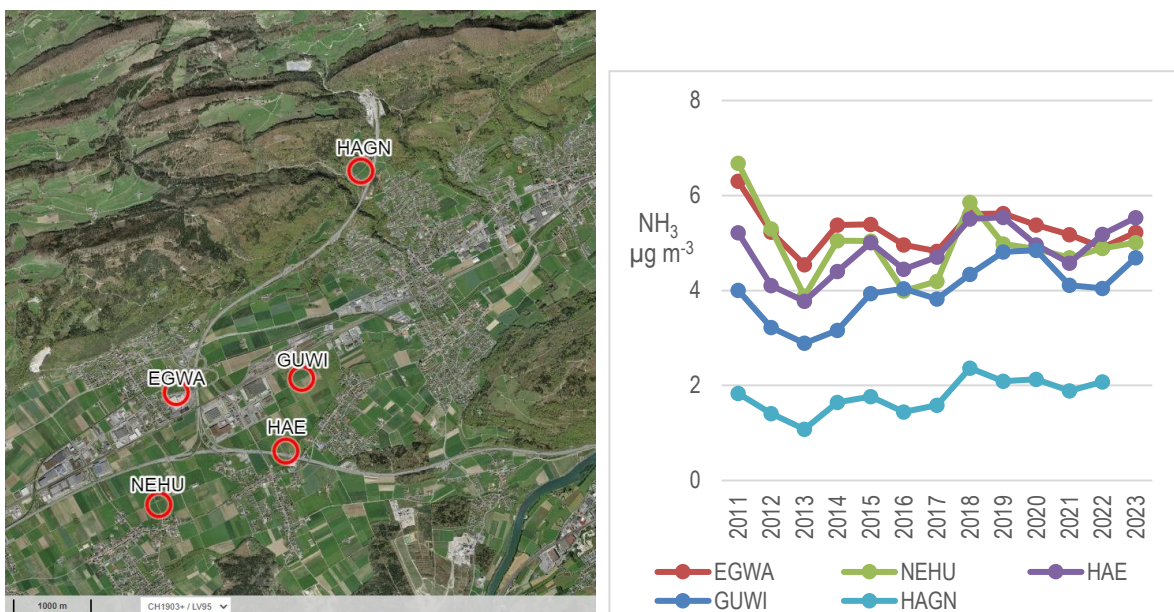 HAGN
GUWI
EGWA
HAE
NEHU
1000 m
CH1903+ / LV95
8
6
NH₃
µg m⁻³
4
2
0
2011 2012 2013 2014 2015 2016 2017 2018 2019 2020 2021 2022 2023
EGWA NEHU HAE
GUWI HAGN